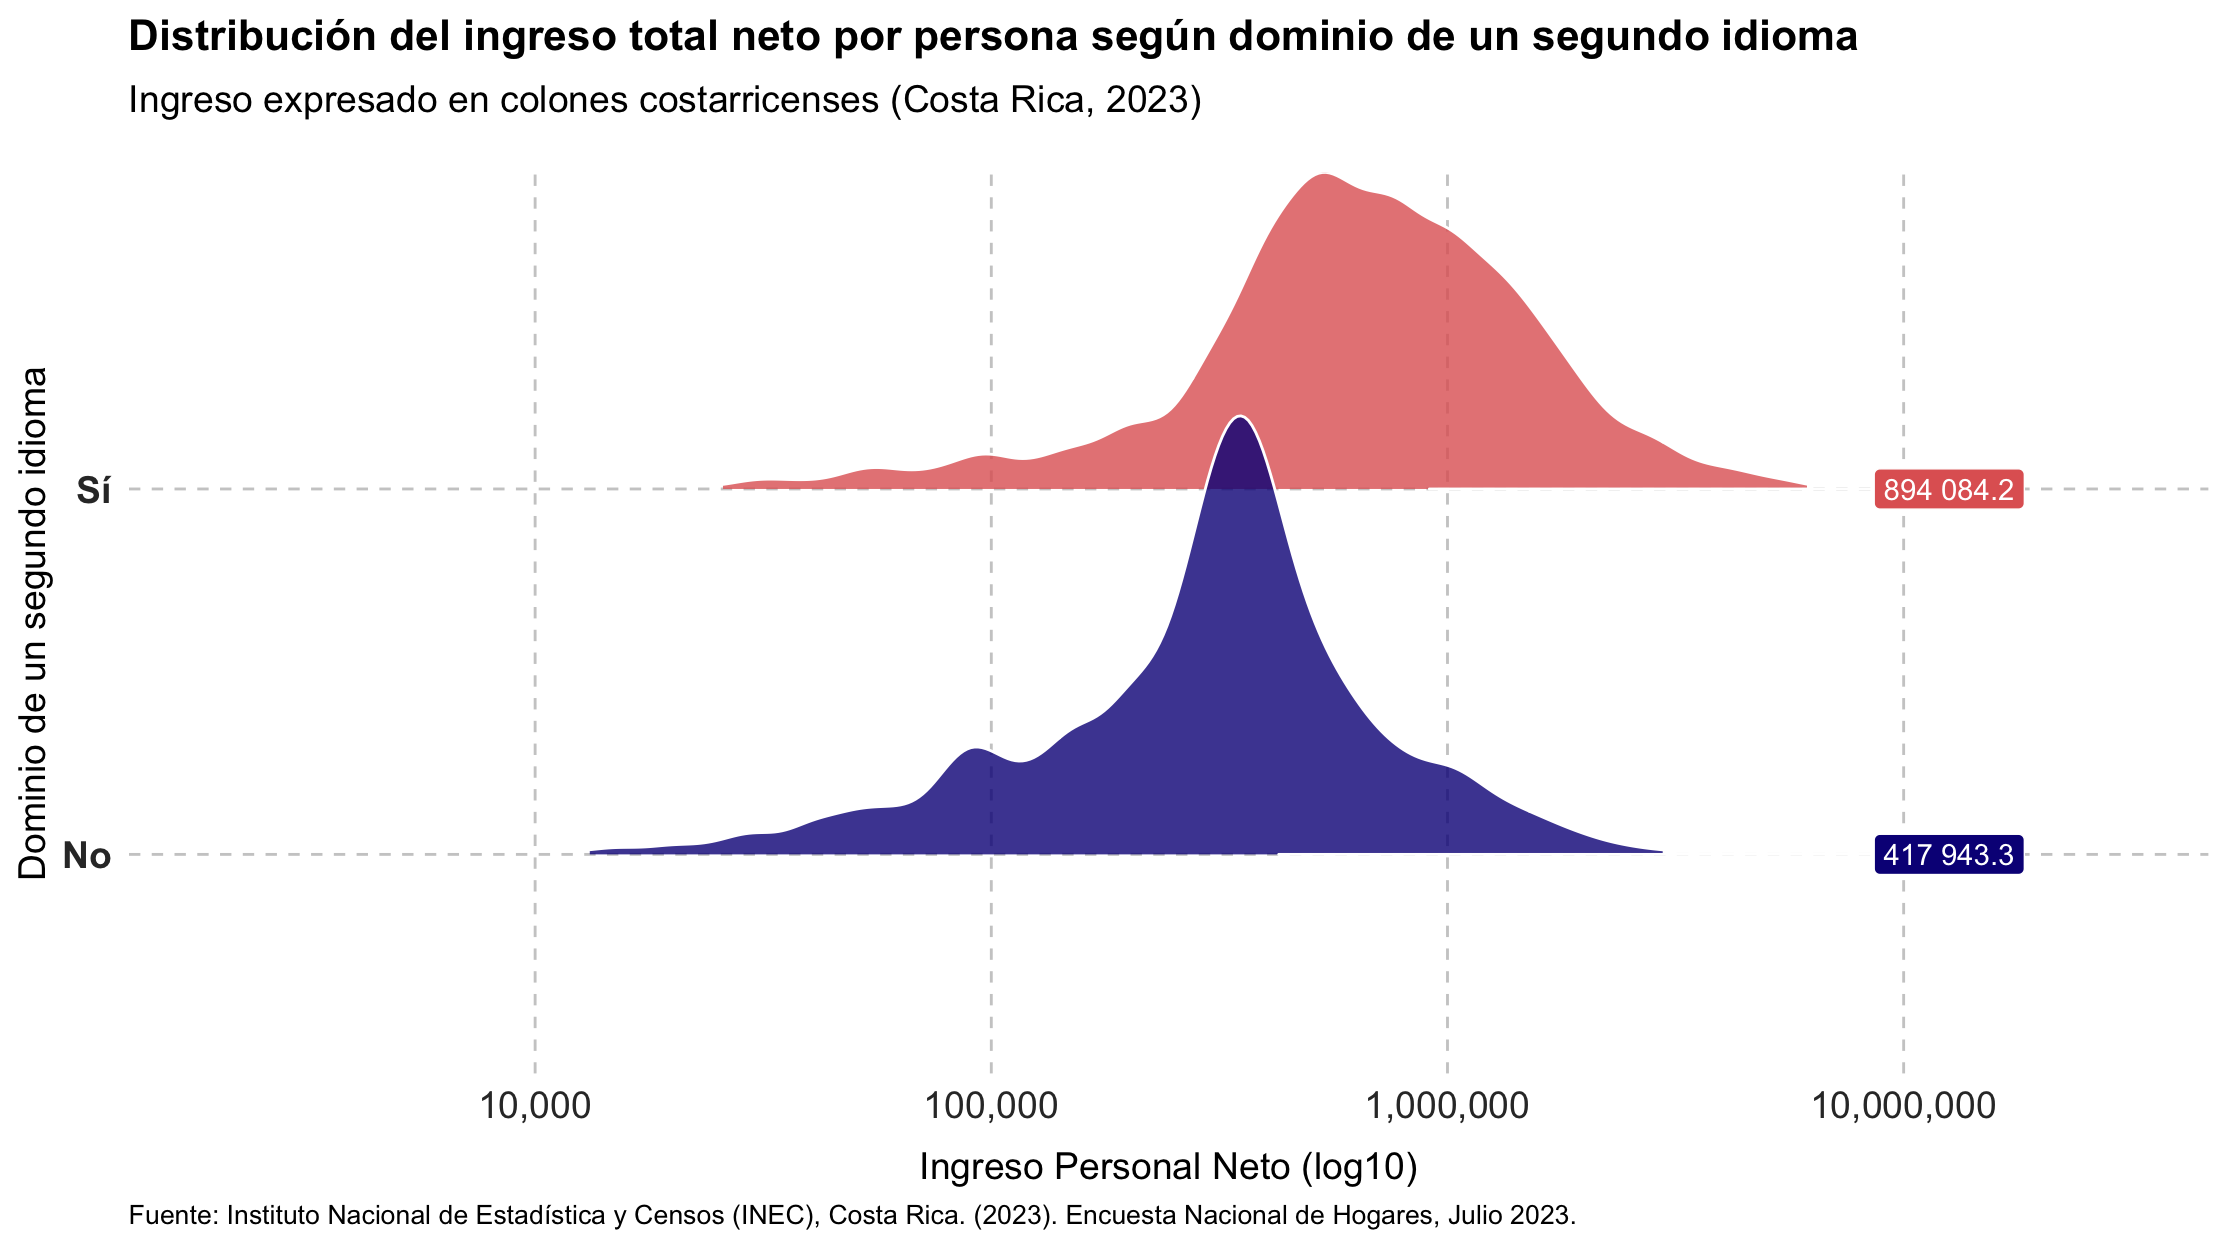 Distribución del ingreso total neto por persona según dominio de un segundo idioma
Ingreso expresado en colones costarricenses (Costa Rica, 2023)
Dominio de un segundo idioma
Sí
894 084.2
No
417 943.3
10,000
100,000
1,000,000
10,000,000
Ingreso Personal Neto (log10)
Fuente: Instituto Nacional de Estadística y Censos (INEC), Costa Rica. (2023). Encuesta Nacional de Hogares, Julio 2023.